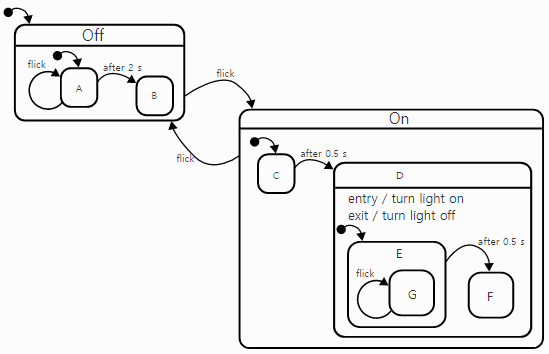 Off
flick
A
after 2 s
B
flick
On
flick
C
after 0.5 s
D
entry / turn light on
exit / turn light off
E
after 0.5 s
flick
G
F